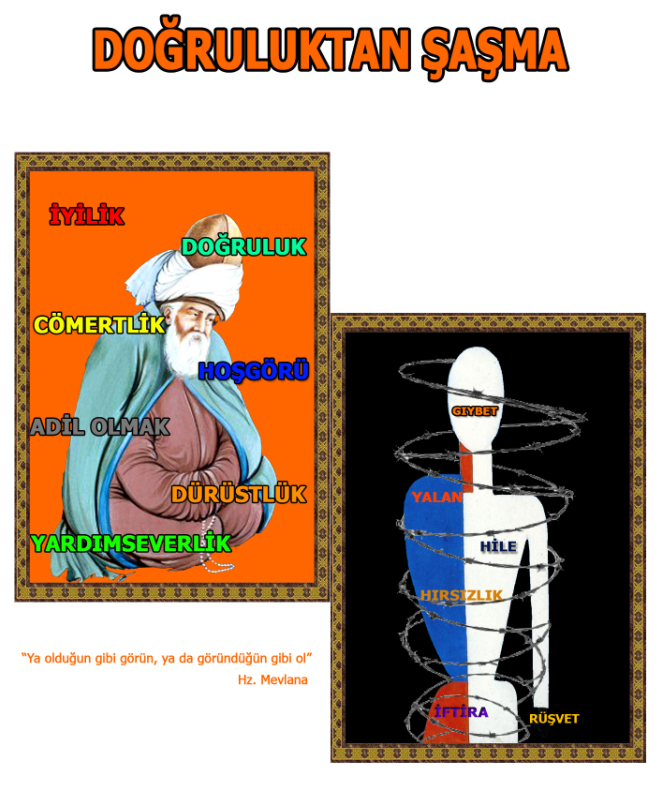 DOĞRULUKTAN ŞAŞMA
İYİLİK
DOĞRULUK
CÖMERTLİK
HOŞGÖRÜ
ADİL OLMAK
DÜRÜSTLÜK
YARDIMSEVERLİK
"Ya olduğun gibi görün, ya da göründüğün gibi ol"
Hz. Mevlana
GIYBET
YALAN
HİLE
HIRSIZLIK
İFTİRA
RÜŞVET